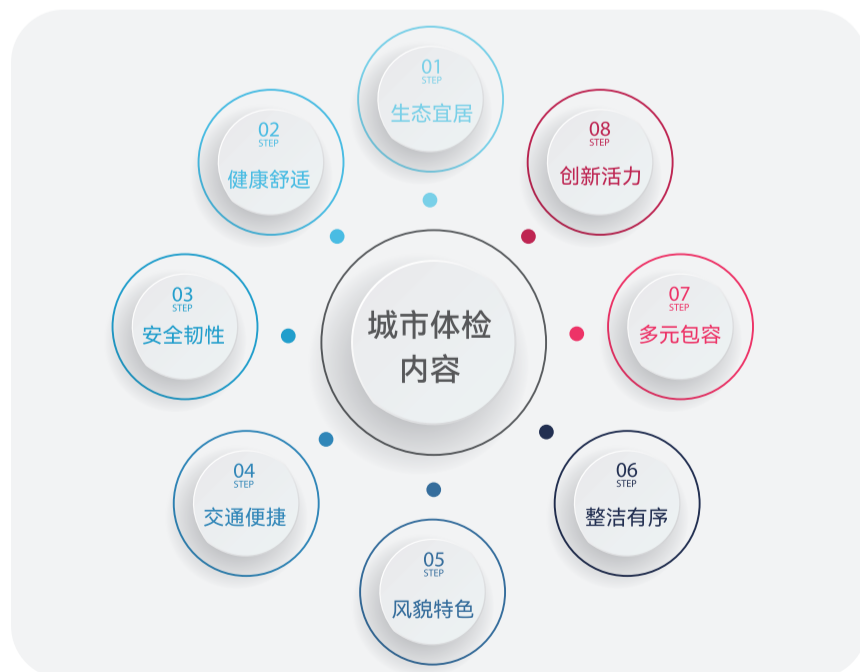 城市体检
内容
01
STEP
生态宜居
02
STEP
健康舒适
03
STEP
安全韧性
04
STEP
交通便捷
05
STEP
风貌特色
06
STEP
整洁有序
07
STEP
多元包容
08
STEP
创新活力